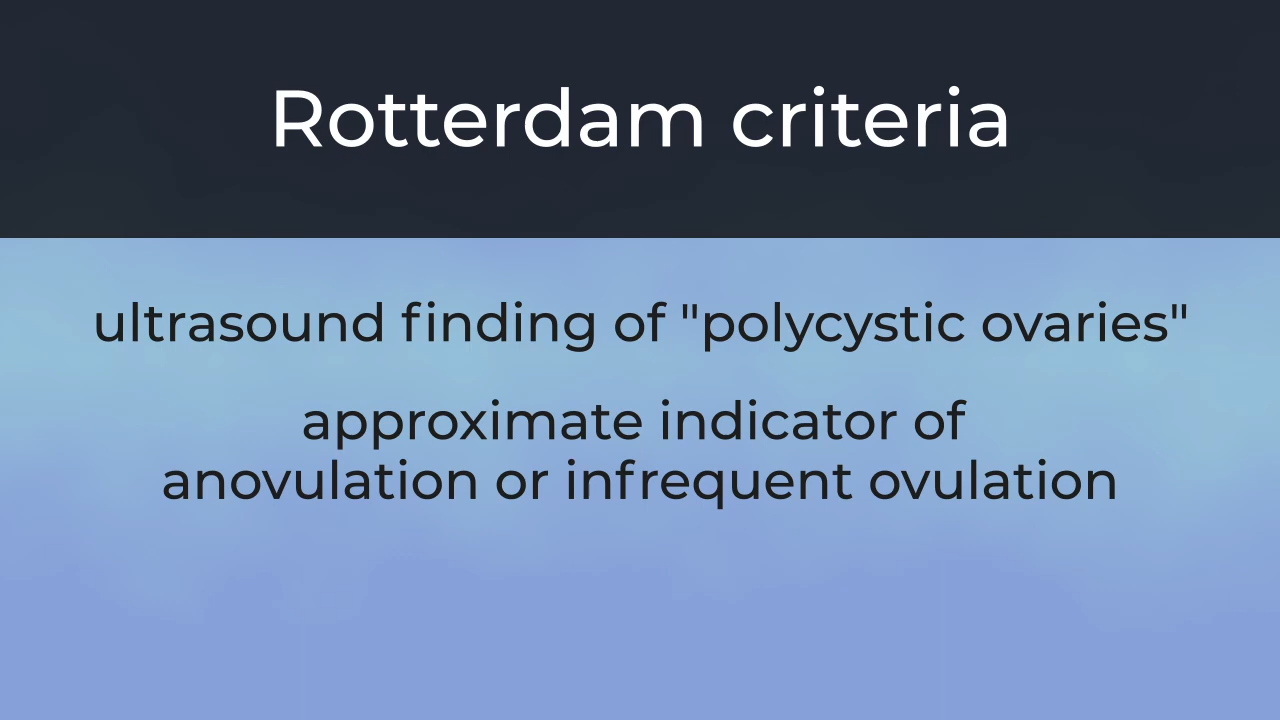 Rotterdam criteria
ultrasound finding of "polycystic ovaries"
approximate indicator of
anovulation or infrequent ovulation